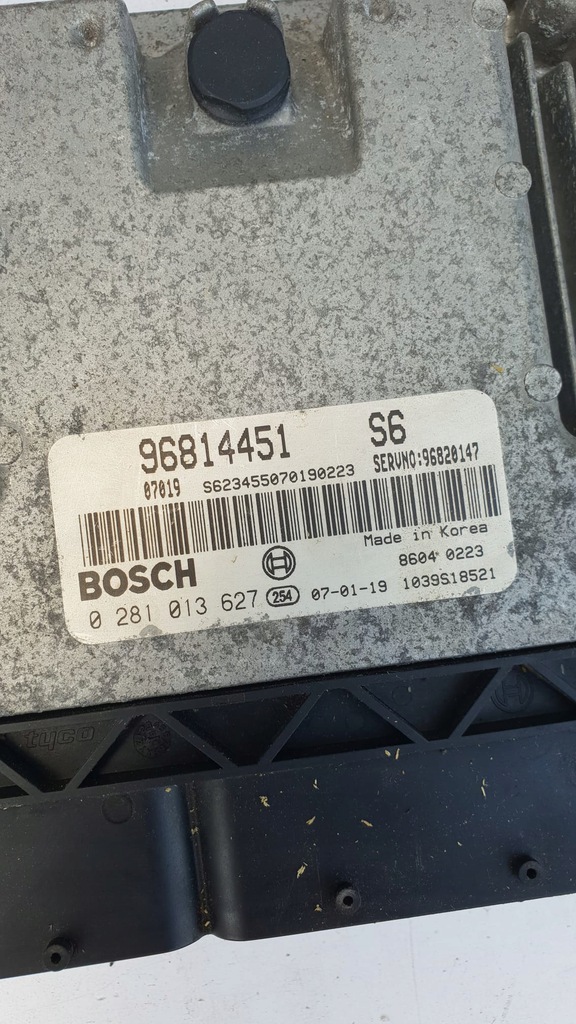 96814451 S6
07019 S623455070190223 SERVNO:96820147
Made in Korea
BOSCH 8604 0223
0 281 013 627 254 07-01-19 1039S18521
tyco